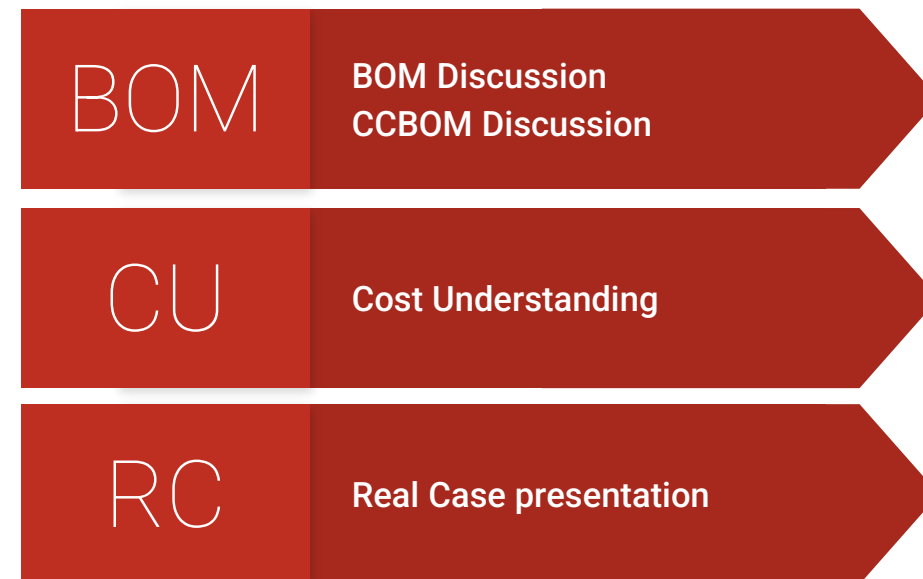 BOM
BOM Discussion
CCBOM Discussion
CU
Cost Understanding
RC
Real Case presentation